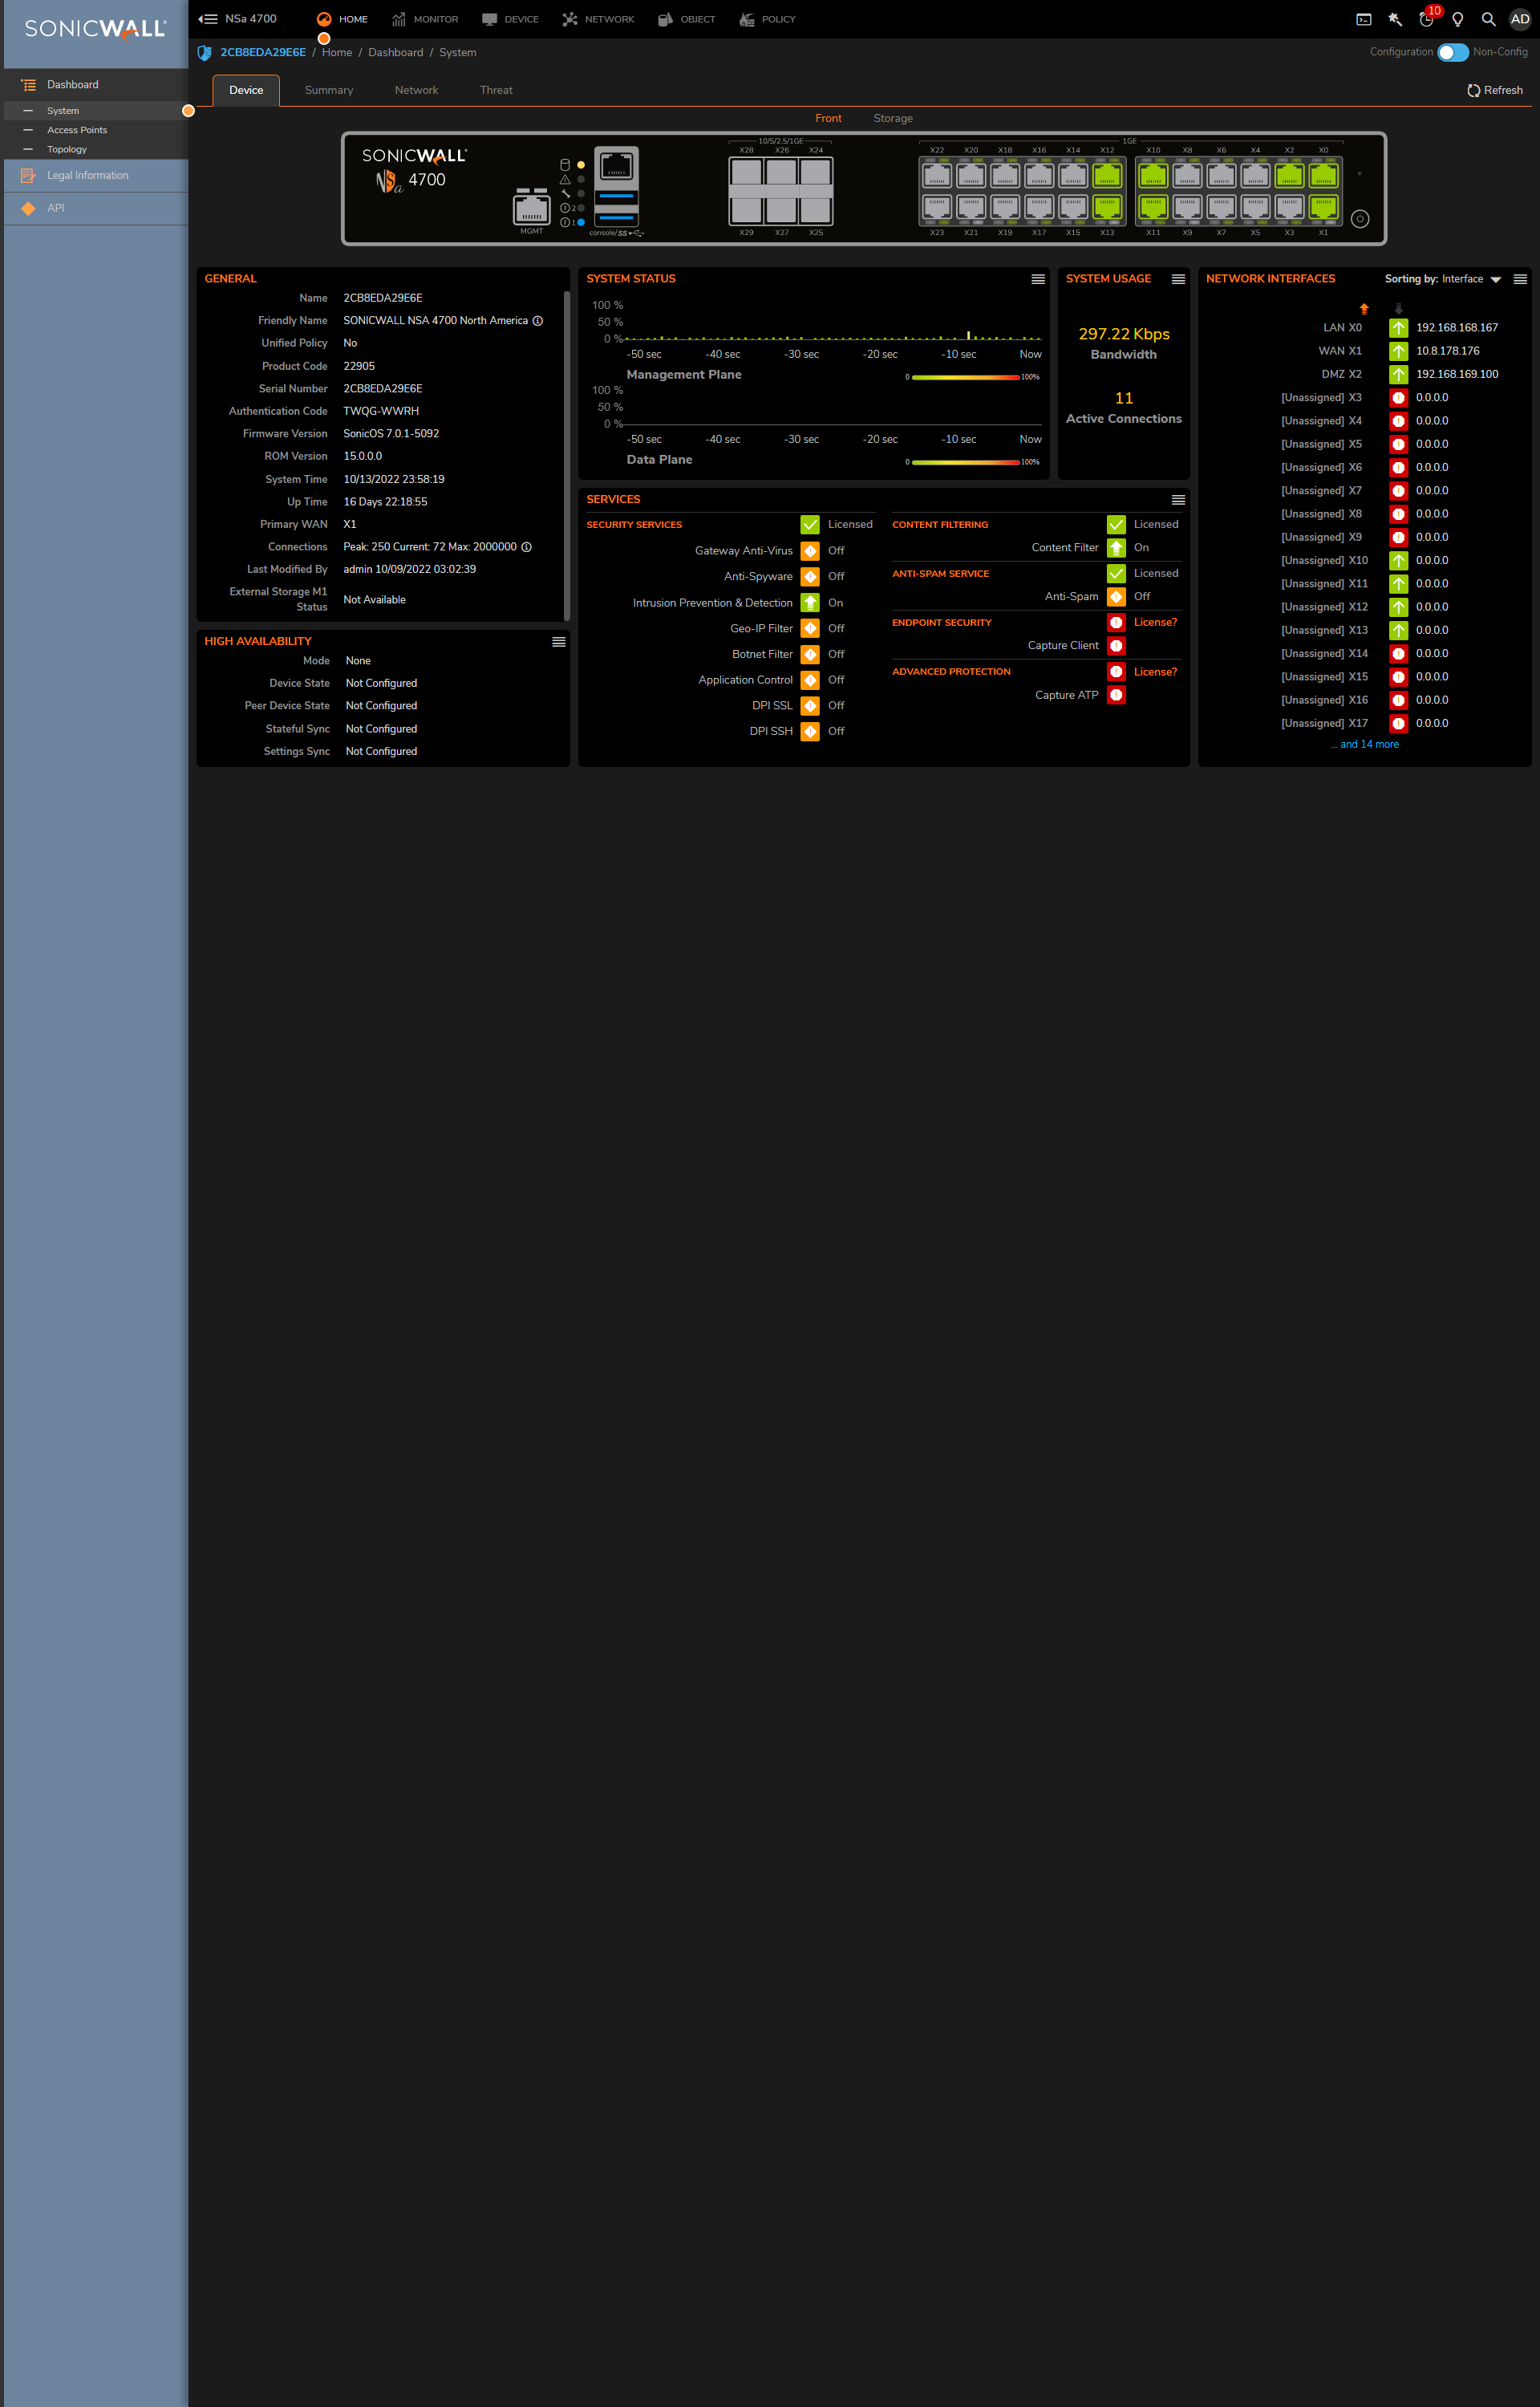 SONICWALL
NSa 4700
HOME
MONITOR
DEVICE
NETWORK
OBJECT
POLICY
10
AD
2CB8EDA29E6E / Home / Dashboard / System
Configuration
Non-Config
Dashboard
System
Access Points
Topology
Legal Information
API
Device
Summary
Network
Threat
Refresh
Front
Storage
SONICWALL
NSa 4700
MGMT
2
1
console/SS
10/5/2.5/1GE
X28 X26 X24
X29 X27 X25
1GE
X22 X20 X18 X16 X14 X12 X10 X8 X6 X4 X2 X0
X23 X21 X19 X17 X15 X13 X11 X9 X7 X5 X3 X1
GENERAL
Name 2CB8EDA29E6E
Friendly Name SONICWALL NSA 4700 North America
Unified Policy No
Product Code 22905
Serial Number 2CB8EDA29E6E
Authentication Code TWQG-WWRH
Firmware Version SonicOS 7.0.1-5092
ROM Version 15.0.0.0
System Time 10/13/2022 23:58:19
Up Time 16 Days 22:18:55
Primary WAN X1
Connections Peak: 250 Current: 72 Max: 2000000
Last Modified By admin 10/09/2022 03:02:39
External Storage M1
Status
Not Available
HIGH AVAILABILITY
Mode None
Device State Not Configured
Peer Device State Not Configured
Stateful Sync Not Configured
Settings Sync Not Configured
SYSTEM STATUS
100 %
50 %
0 %
-50 sec -40 sec -30 sec -20 sec -10 sec Now
Management Plane 0 100%
100 %
50 %
0 %
-50 sec -40 sec -30 sec -20 sec -10 sec Now
Data Plane 0 100%
SYSTEM USAGE
297.22 Kbps
Bandwidth
11
Active Connections
SERVICES
SECURITY SERVICES Licensed
Gateway Anti-Virus Off
Anti-Spyware Off
Intrusion Prevention & Detection On
Geo-IP Filter Off
Botnet Filter Off
Application Control Off
DPI SSL Off
DPI SSH Off
CONTENT FILTERING Licensed
Content Filter On
ANTI-SPAM SERVICE Licensed
Anti-Spam Off
ENDPOINT SECURITY License?
Capture Client
ADVANCED PROTECTION License?
Capture ATP
NETWORK INTERFACES
Sorting by: Interface
LAN X0 192.168.168.167
WAN X1 10.8.178.176
DMZ X2 192.168.169.100
[Unassigned] X3 0.0.0.0
[Unassigned] X4 0.0.0.0
[Unassigned] X5 0.0.0.0
[Unassigned] X6 0.0.0.0
[Unassigned] X7 0.0.0.0
[Unassigned] X8 0.0.0.0
[Unassigned] X9 0.0.0.0
[Unassigned] X10 0.0.0.0
[Unassigned] X11 0.0.0.0
[Unassigned] X12 0.0.0.0
[Unassigned] X13 0.0.0.0
[Unassigned] X14 0.0.0.0
[Unassigned] X15 0.0.0.0
[Unassigned] X16 0.0.0.0
[Unassigned] X17 0.0.0.0
... and 14 more